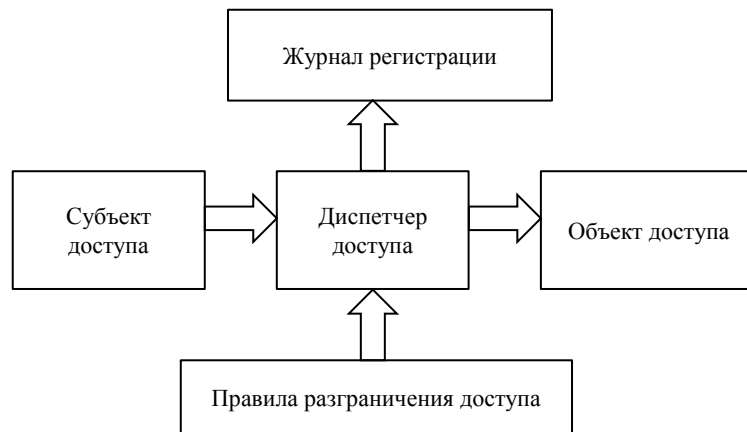 Журнал регистрации
Субъект
доступа
Диспетчер
доступа
Объект доступа
Правила разграничения доступа